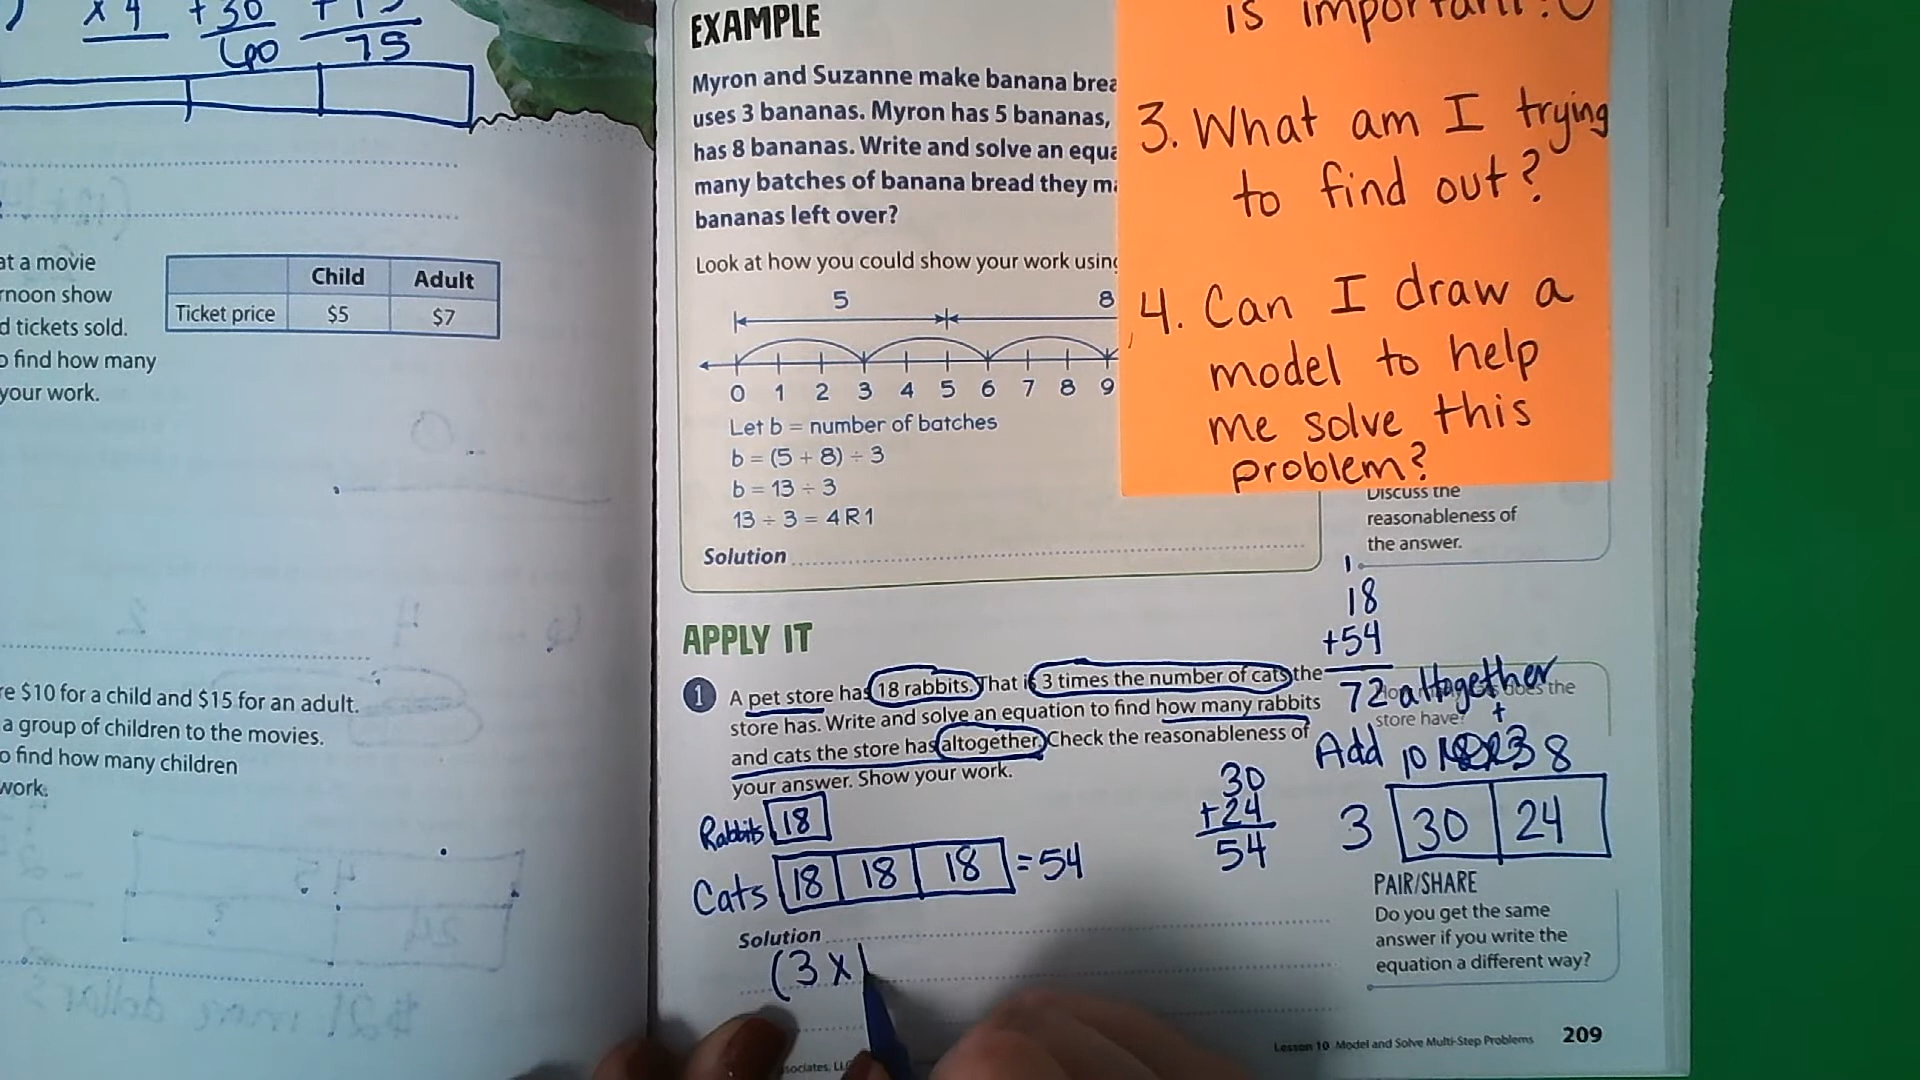 x 4 +30
60 75
at a movie
rnoon show
d tickets sold.
o find how many
your work.
Child Adult
Ticket price $5 $7
re $10 for a child and $15 for an adult.
a group of children to the movies.
o find how many children
work.
EXAMPLE
Myron and Suzanne make banana brea
uses 3 bananas. Myron has 5 bananas,
has 8 bananas. Write and solve an equa
many batches of banana bread they ma
bananas left over?
Look at how you could show your work using
5 8
0 1 2 3 4 5 6 7 8 9
Let b = number of batches
b = (5 + 8) ÷ 3
b = 13 ÷ 3
13 ÷ 3 = 4 R 1
Solution
is important?
3. What am I trying
to find out?
4. Can I draw a
model to help
me solve this
problem?
Discuss the
reasonableness of
the answer.
1
18
+54
72 altogether
APPLY IT
1 A pet store has 18 rabbits. That is 3 times the number of cats the
store has. Write and solve an equation to find how many rabbits
and cats the store has altogether. Check the reasonableness of
your answer. Show your work.
the
store have?
+
Add 10 8
3 30 24
30
+24
54
Rabbits 18
Cats 18 18 18 = 54
Solution
(3 x
PAIR/SHARE
Do you get the same
answer if you write the
equation a different way?
sociates, LLC
Lesson 10 Model and Solve Multi-Step Problems 209